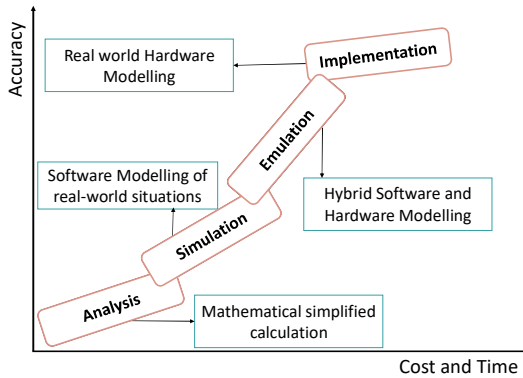 Accuracy
Real world Hardware
Modelling
Implementation
Emulation
Software Modelling of
real-world situations
Hybrid Software and
Hardware Modelling
Simulation
Analysis
Mathematical simplified
calculation
Cost and Time